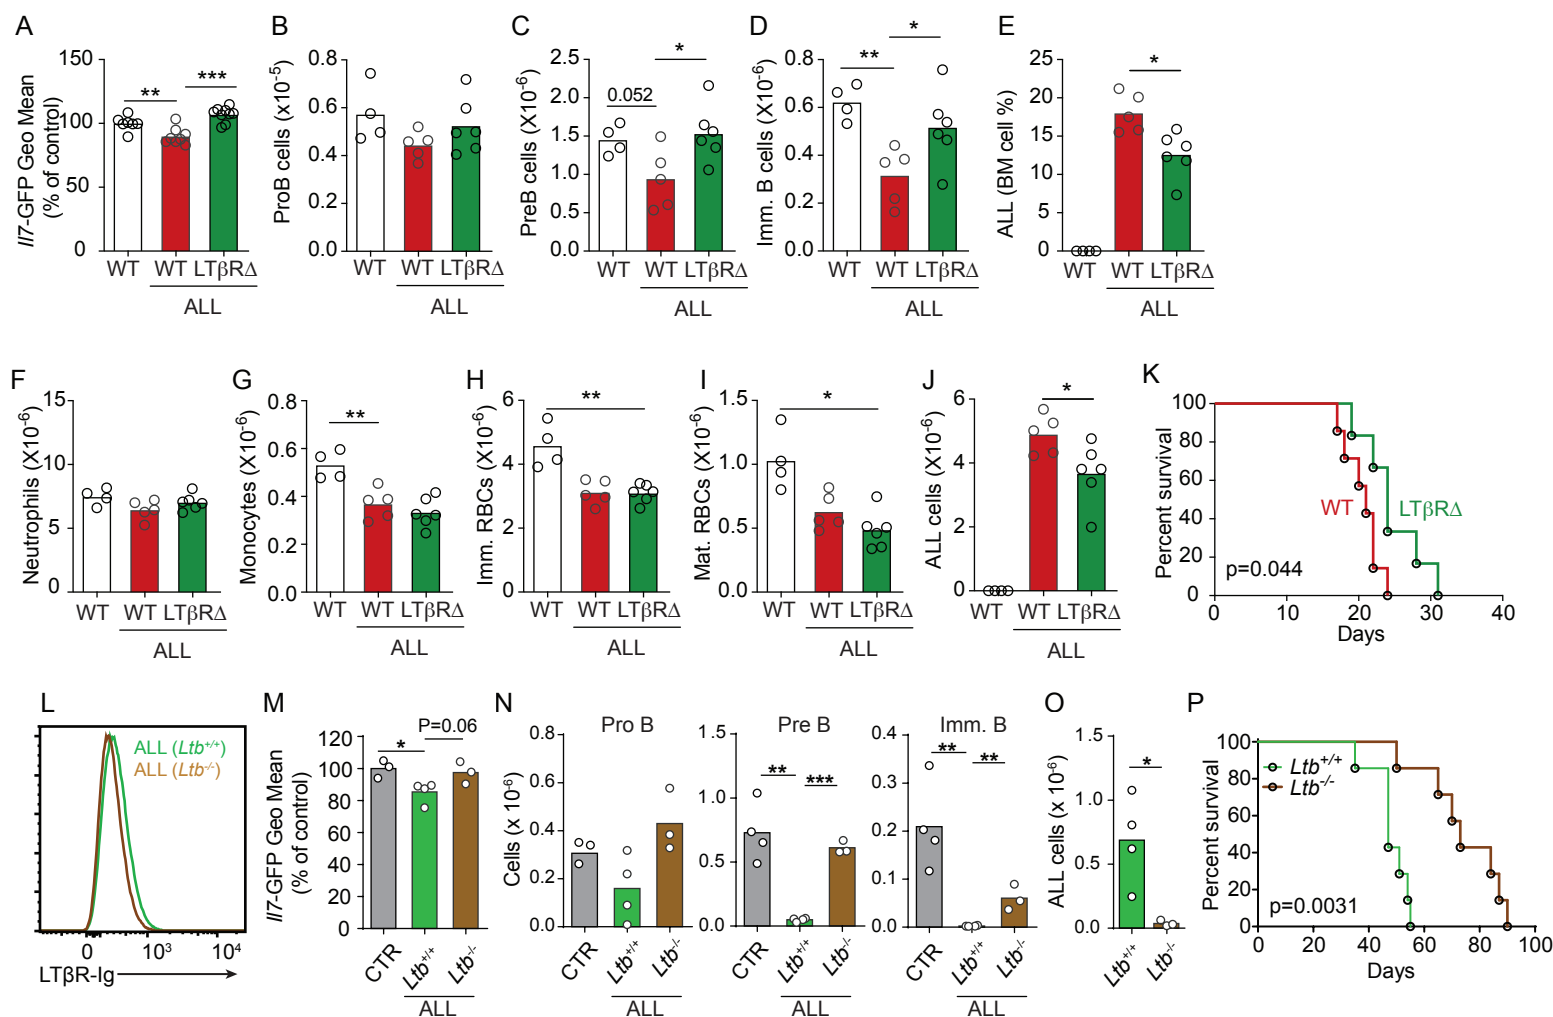 A
Il7-GFP Geo Mean
(% of control)
150
100
50
0
**
***
WT
WT LTβRΔ
ALL
B
ProB cells (x10⁻⁵)
0.8
0.6
0.4
0.2
0.0
WT
WT LTβRΔ
ALL
C
PreB cells (X10⁻⁶)
2.5
2.0
1.5
1.0
0.5
0.0
0.052
*
WT
WT LTβRΔ
ALL
D
Imm. B cells (X10⁻⁶)
0.8
0.6
0.4
0.2
0.0
**
*
WT
WT LTβRΔ
ALL
E
ALL (BM cell %)
25
20
15
10
5
0
*
WT
WT LTβRΔ
ALL
F
Neutrophils (X10⁻⁶)
15
10
5
0
WT
WT LTβRΔ
ALL
G
Monocytes (X10⁻⁶)
0.8
0.6
0.4
0.2
0.0
**
WT
WT LTβRΔ
ALL
H
Imm. RBCs (X10⁻⁶)
6
4
2
0
**
WT
WT LTβRΔ
ALL
I
Mat. RBCs (X10⁻⁶)
1.5
1.0
0.5
0.0
*
WT
WT LTβRΔ
ALL
J
ALL cells (X10⁻⁶)
6
4
2
0
*
WT
WT LTβRΔ
ALL
K
Percent survival
100
80
60
40
20
0
WT
LTβRΔ
p=0.044
0 10 20 30 40
Days
L
ALL (Ltb⁺/⁺)
ALL (Ltb⁻/⁻)
0 10³ 10⁴
LTβR-Ig
M
Il7-GFP Geo Mean
(% of control)
120
100
80
60
40
20
0
*
P=0.06
CTR
Ltb⁺/⁺
Ltb⁻/⁻
ALL
N
Cells (x 10⁻⁶)
Pro B
0.8
0.6
0.4
0.2
0.0
CTR
Ltb⁺/⁺
Ltb⁻/⁻
ALL
Pre B
1.5
1.0
0.5
0.0
**
***
CTR
Ltb⁺/⁺
Ltb⁻/⁻
ALL
Imm. B
0.4
0.3
0.2
0.1
0.0
**
**
CTR
Ltb⁺/⁺
Ltb⁻/⁻
ALL
O
ALL cells (x 10⁻⁶)
1.5
1.0
0.5
0.0
*
Ltb⁺/⁺
Ltb⁻/⁻
P
Percent survival
100
80
60
40
20
0
Ltb⁺/⁺
Ltb⁻/⁻
p=0.0031
0 20 40 60 80 100
Days